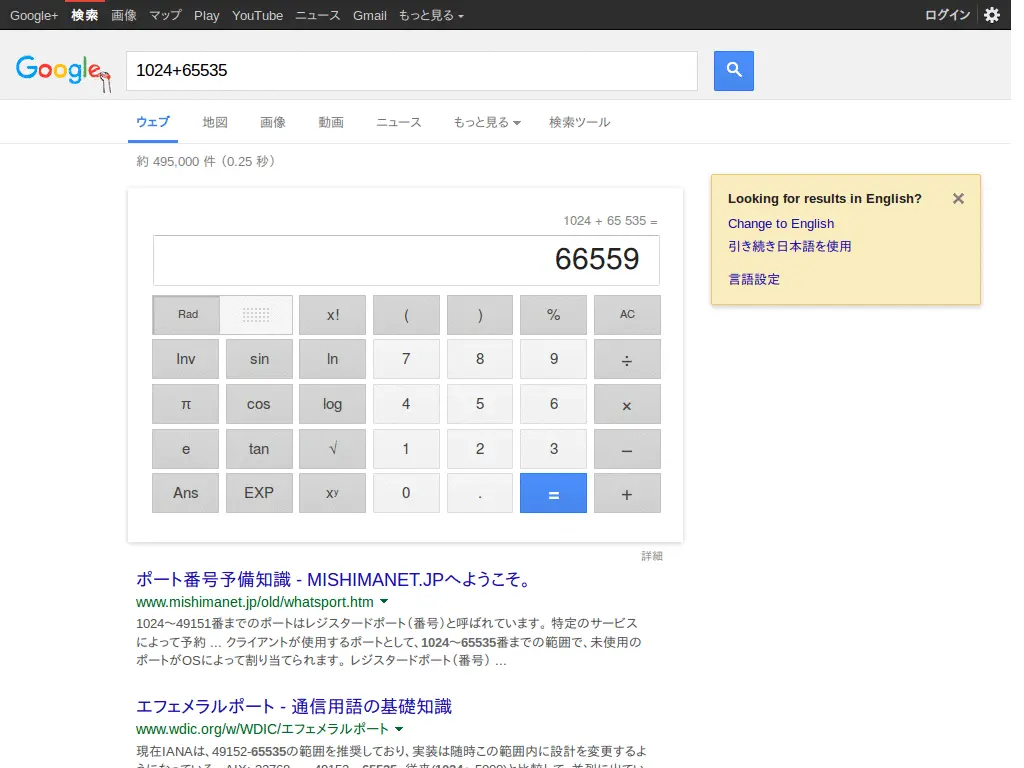 Google+ 検索 画像 マップ Play YouTube ニュース Gmail もっと見る ログイン
Google
1024+65535
ウェブ 地図 画像 動画 ニュース もっと見る 検索ツール
約 495,000 件 （0.25 秒）
Looking for results in English?
Change to English
引き続き日本語を使用
言語設定
1024 + 65 535 =
66559
Rad x! ( ) % AC
Inv sin ln 7 8 9 ÷
π cos log 4 5 6 ×
e tan √ 1 2 3 −
Ans EXP xy 0 . = +
詳細
ポート番号予備知識 - MISHIMANET.JPへようこそ。
www.mishimanet.jp/old/whatsport.htm
1024～49151番までのポートはレジスタードポート（番号）と呼ばれています。特定のサービス
によって予約 ... クライアントが使用するポートとして、1024～65535番までの範囲で、未使用の
ポートがOSによって割り当てられます。レジスタードポート（番号） ...
エフェメラルポート - 通信用語の基礎知識
www.wdic.org/w/WDIC/エフェメラルポート
現在IANAは、49152-65535の範囲を推奨しており、実装は随時この範囲内に設計を変更するよ